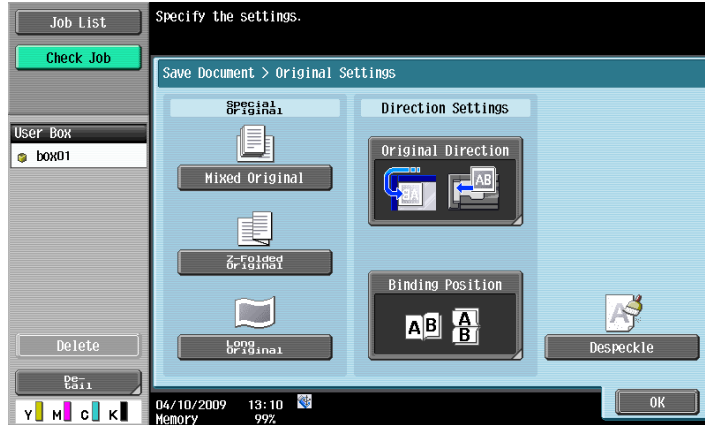 Job List
Check Job
Specify the settings.
Save Document > Original Settings
Special
Original
Direction Settings
User Box
box01
Mixed Original
Original Direction
AB
AB
Z-Folded
Original
Binding Position
A B
A
B
Long
Original
A
Despeckle
Delete
De-
tail
OK
Y M C K
04/10/2009 13:10
Memory 99%